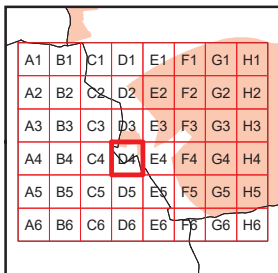 A1 B1 C1 D1 E1 F1 G1 H1
A2 B2 C2 D2 E2 F2 G2 H2
A3 B3 C3 D3 E3 F3 G3 H3
A4 B4 C4 D4 E4 F4 G4 H4
A5 B5 C5 D5 E5 F5 G5 H5
A6 B6 C6 D6 E6 F6 G6 H6